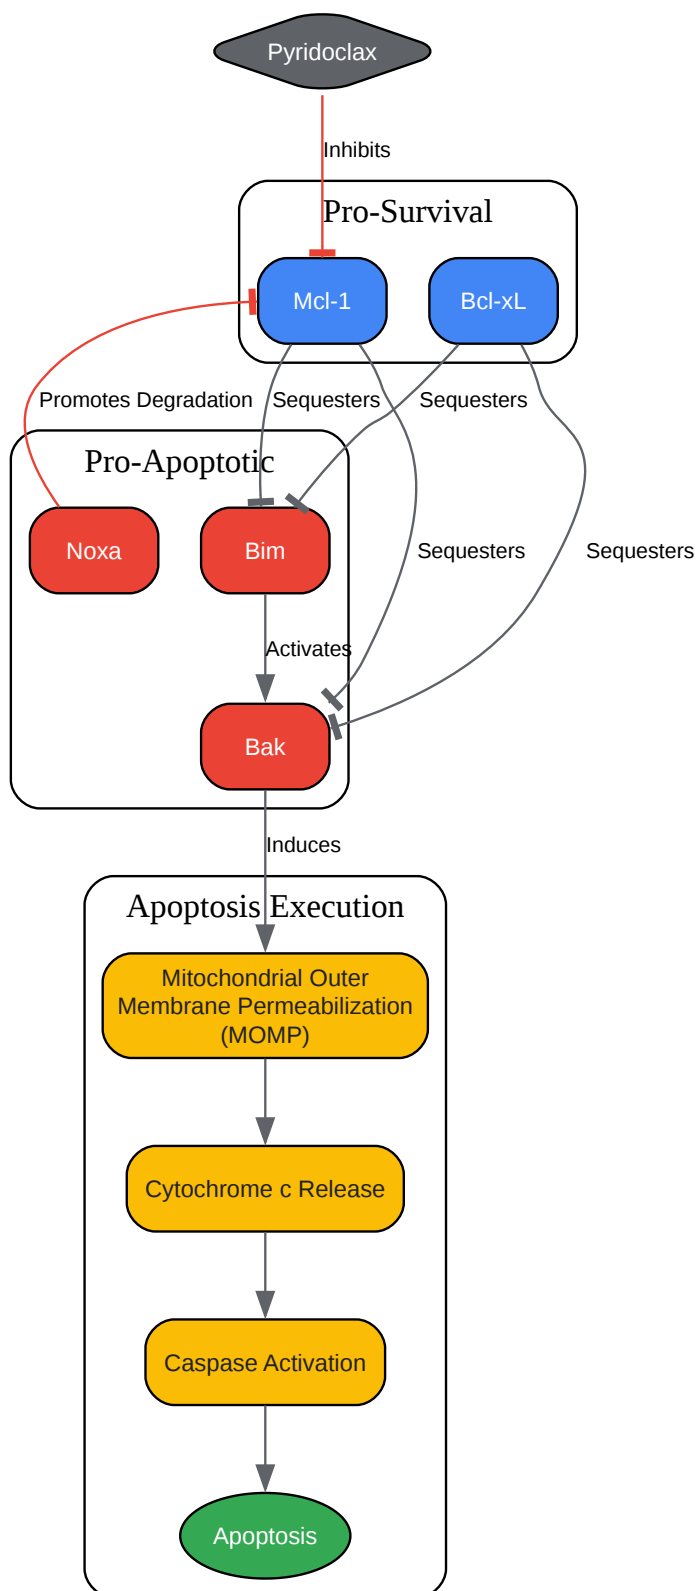 Pyridoclax
Inhibits
Pro-Survival
Mcl-1
Bcl-xL
Promotes Degradation
Sequesters
Sequesters
Pro-Apoptotic
Noxa
Bim
Sequesters
Sequesters
Activates
Bak
Induces
Apoptosis Execution
Mitochondrial Outer
Membrane Permeabilization
(MOMP)
Cytochrome c Release
Caspase Activation
Apoptosis